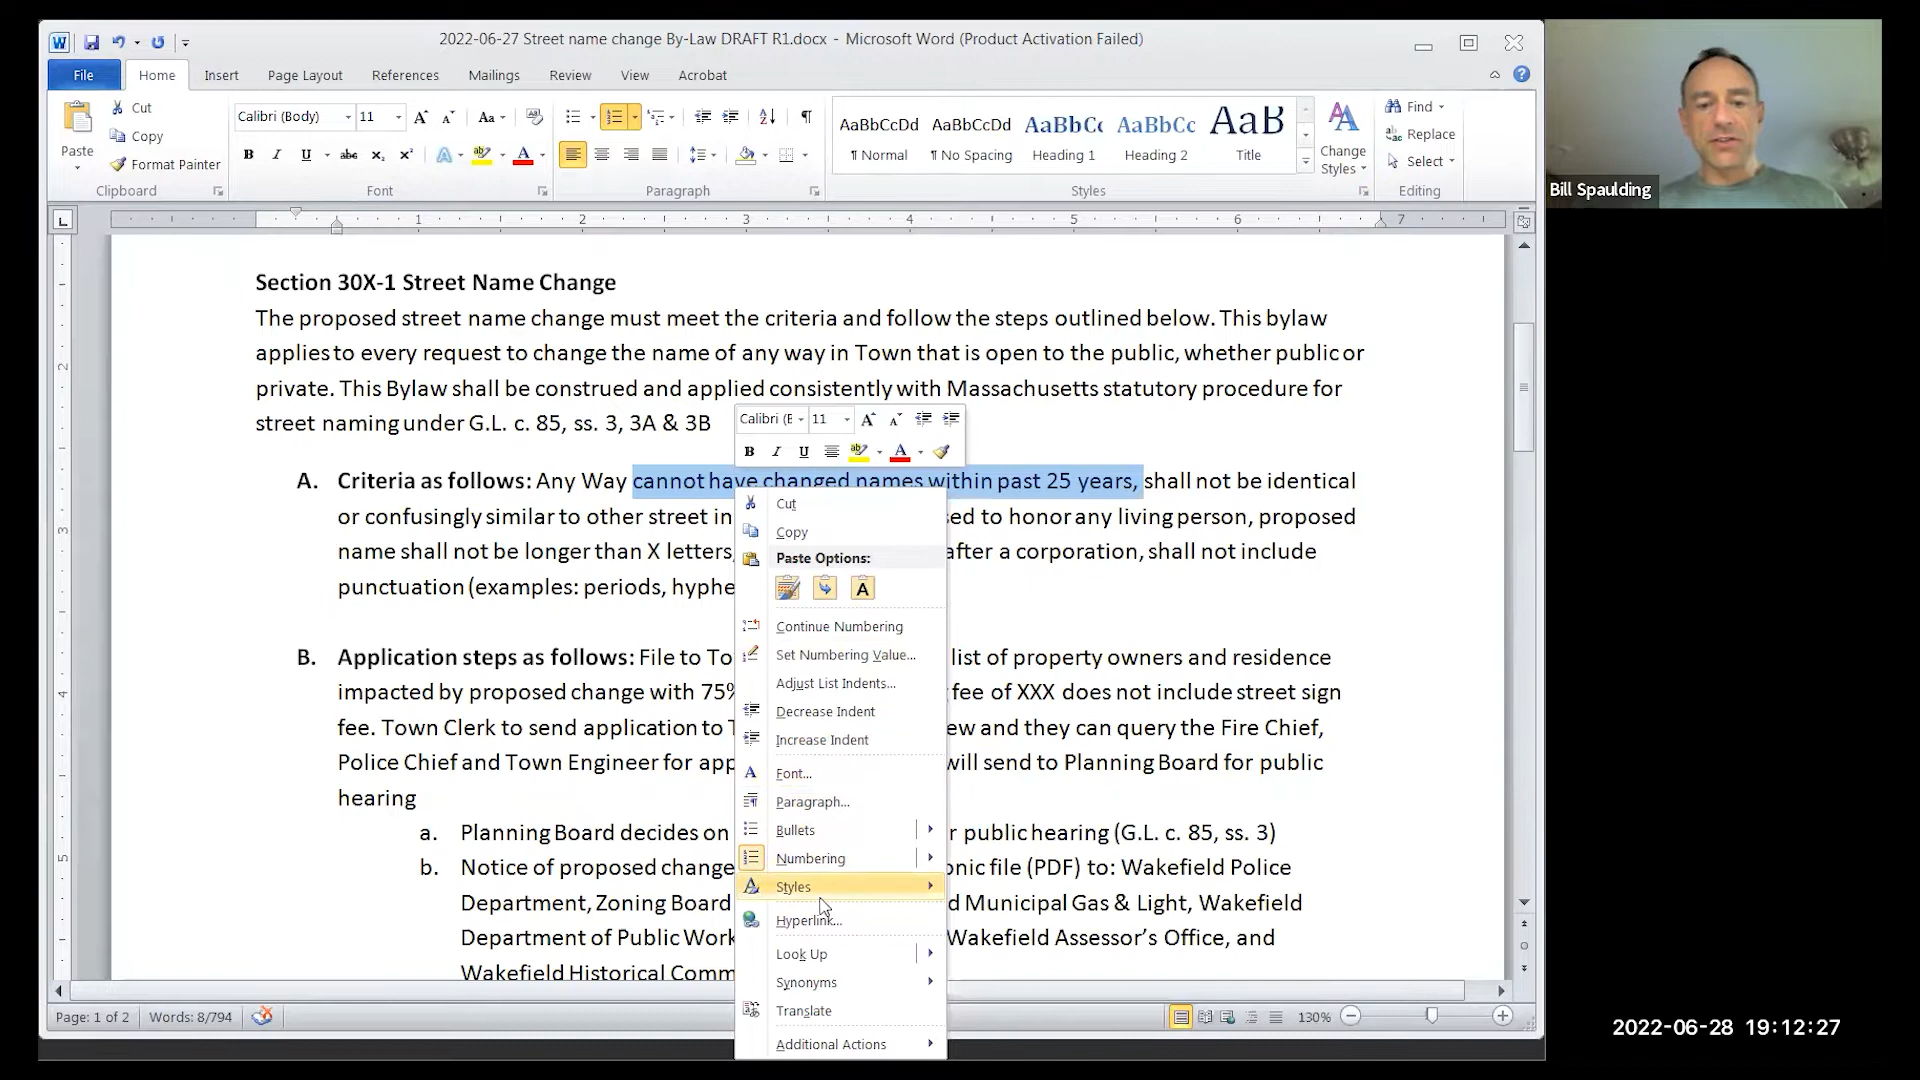 2022-06-27 Street name change By-Law DRAFT R1.docx - Microsoft Word (Product Activation Failed)
File Home Insert Page Layout References Mailings Review View Acrobat
Paste
Cut
Copy
Format Painter
Clipboard
Calibri (Body) 11
Font
Paragraph
AaBbCcDd AaBbCcDd AaBbCc AaBbCc AaB
¶ Normal ¶ No Spacing Heading 1 Heading 2 Title
Change Styles
Styles
Find
Replace
Select
Editing
Bill Spaulding
1 2 3 4 5 6 7
Section 30X-1 Street Name Change
The proposed street name change must meet the criteria and follow the steps outlined below. This bylaw
applies to every request to change the name of any way in Town that is open to the public, whether public or
private. This Bylaw shall be construed and applied consistently with Massachusetts statutory procedure for
street naming under G.L. c. 85, ss. 3, 3A & 3B
Calibri (E 11
A. Criteria as follows: Any Way cannot have changed names within past 25 years, shall not be identical
or confusingly similar to other street in sed to honor any living person, proposed
name shall not be longer than X letters, after a corporation, shall not include
punctuation (examples: periods, hyphe
B. Application steps as follows: File to To list of property owners and residence
impacted by proposed change with 75% fee of XXX does not include street sign
fee. Town Clerk to send application to T ew and they can query the Fire Chief,
Police Chief and Town Engineer for app will send to Planning Board for public
hearing
a. Planning Board decides on r public hearing (G.L. c. 85, ss. 3)
b. Notice of proposed change onic file (PDF) to: Wakefield Police
Department, Zoning Board d Municipal Gas & Light, Wakefield
Department of Public Work Wakefield Assessor's Office, and
Wakefield Historical Comm
Cut
Copy
Paste Options:
Continue Numbering
Set Numbering Value...
Adjust List Indents...
Decrease Indent
Increase Indent
Font...
Paragraph...
Bullets
Numbering
Styles
Hyperlink...
Look Up
Synonyms
Translate
Additional Actions
Page: 1 of 2 Words: 8/794 130%
2022-06-28 19:12:27